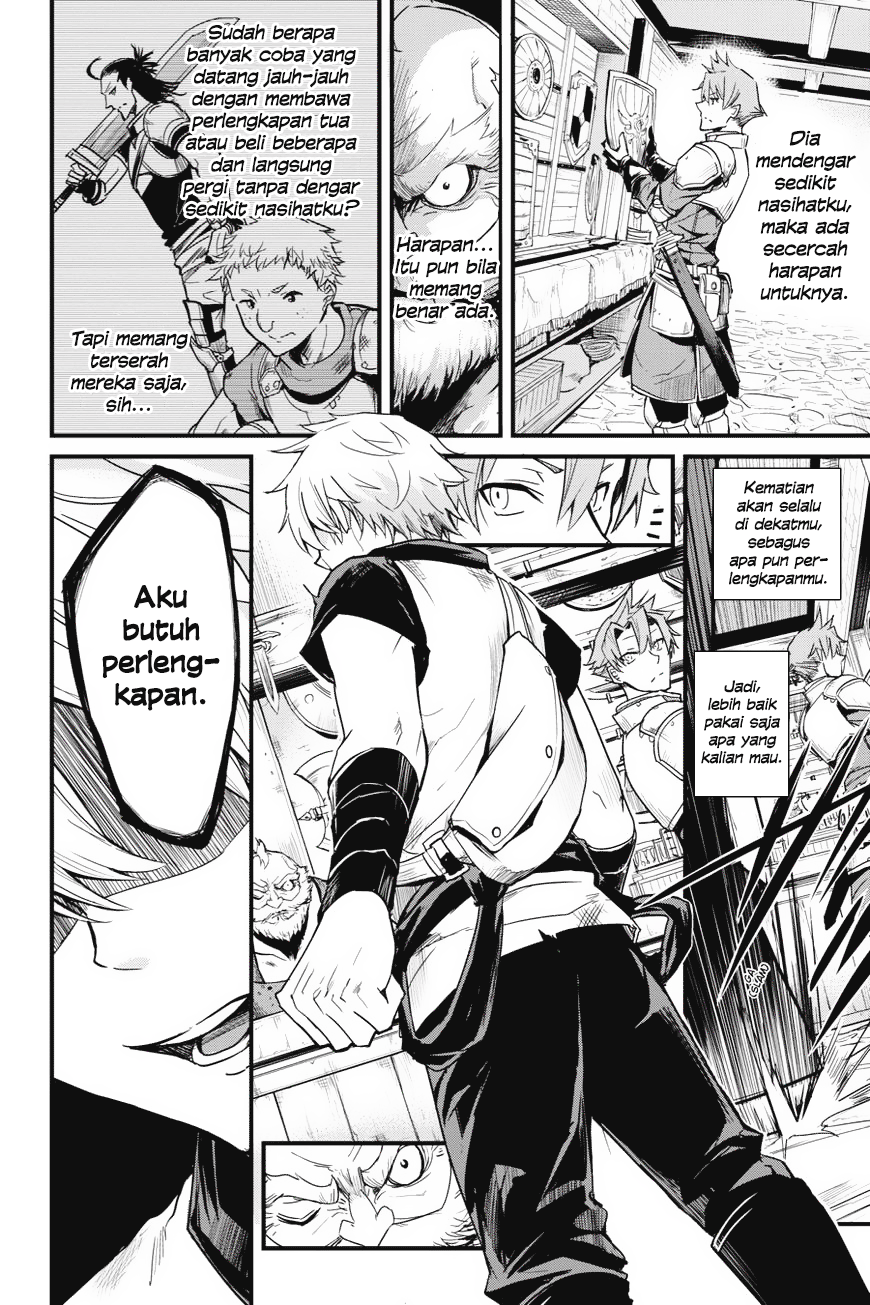 Dia
mendengar
sedikit
nasihatku,
maka ada
secercah
harapan
untuknya.
Harapan...
Itu pun bila
memang
benar ada.
Sudah berapa
banyak coba yang
datang jauh-jauh
dengan membawa
perlengkapan tua
atau beli beberapa
dan langsung
pergi tanpa dengar
sedikit nasihatku?
Tapi memang
terserah
mereka saja,
sih...
Kematian
akan selalu
di dekatmu,
sebagus
apa pun per-
lengkapanmu.
Jadi,
lebih baik
pakai saja
apa yang
kalian mau.
Aku
butuh
perleng-
kapan.